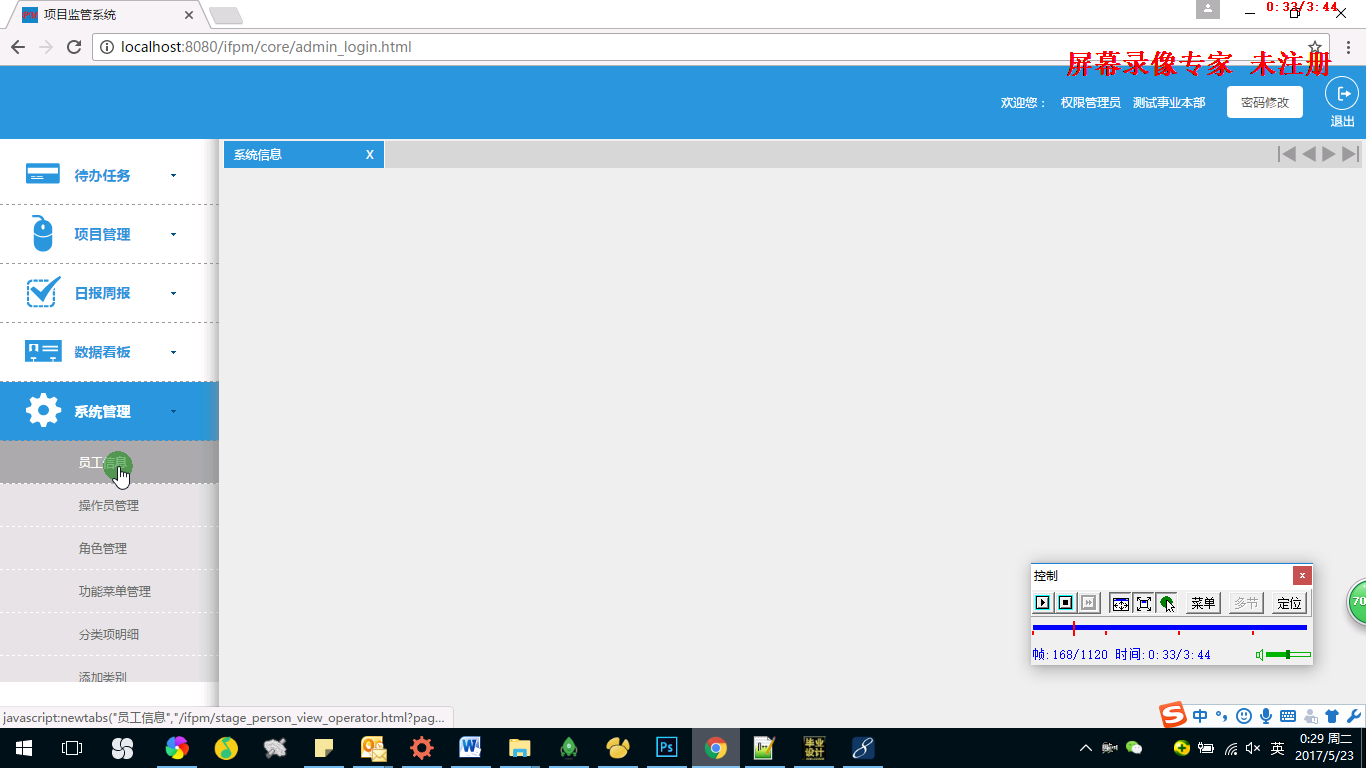 项目监管系统
0:33/3:44
localhost:8080/ifpm/core/admin_login.html
屏幕录像专家 未注册
欢迎您： 权限管理员 测试事业本部 密码修改 退出
系统信息 X
待办任务
项目管理
日报周报
数据看板
系统管理
员工信息
操作员管理
角色管理
功能菜单管理
分类项明细
添加类别
控制
菜单 多节 定位
帧:168/1120 时间:0:33/3:44
70
javascript:newtabs("员工信息","/ifpm/stage_person_view_operator.html?pag...
中
毕业设计
Ps
英
0:29 周二
2017/5/23